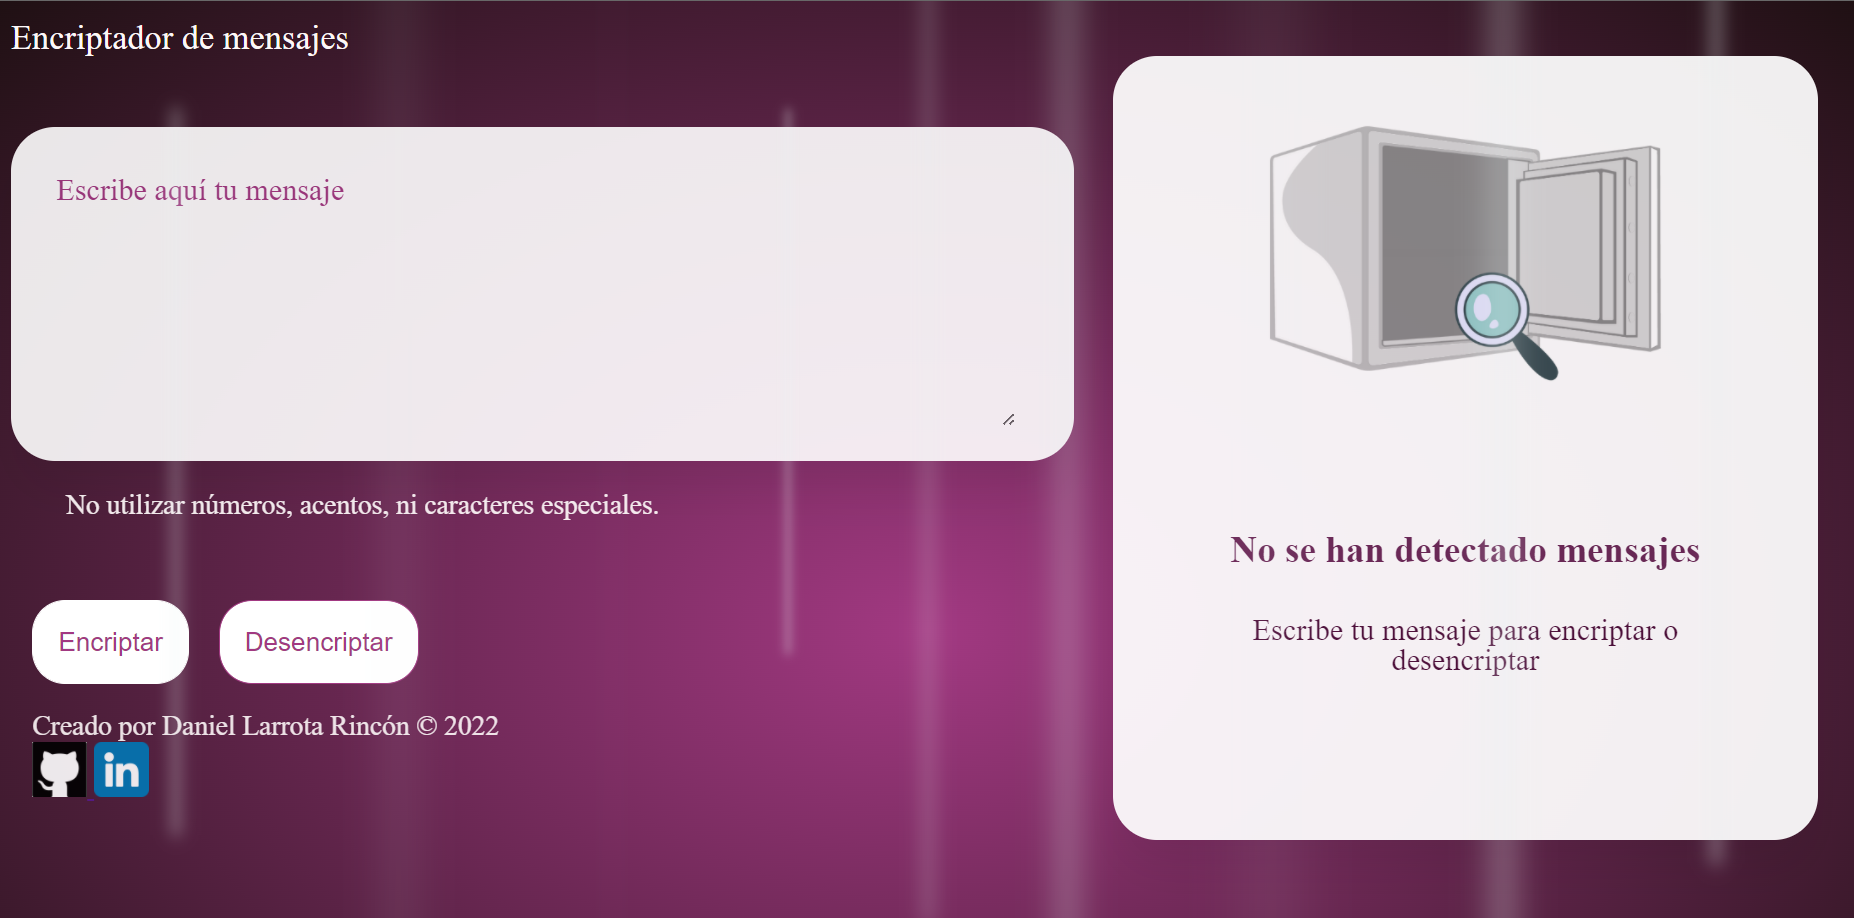 Encriptador de mensajes
Escribe aquí tu mensaje
No utilizar números, acentos, ni caracteres especiales.
Encriptar
Desencriptar
Creado por Daniel Larrota Rincón © 2022
in
No se han detectado mensajes
Escribe tu mensaje para encriptar o
desencriptar